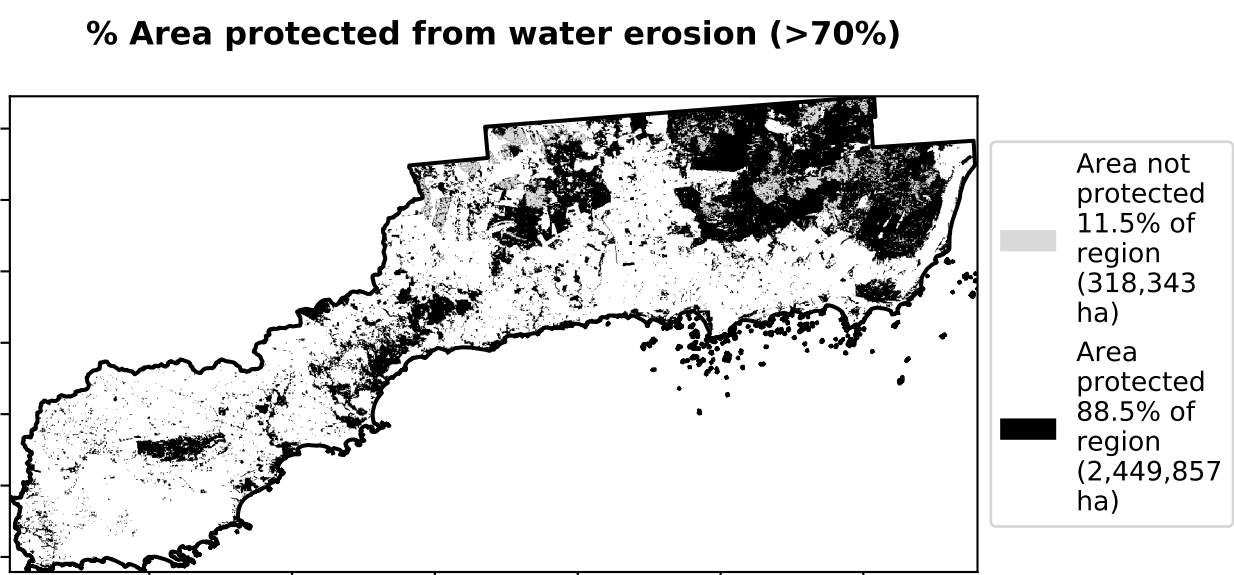 % Area protected from water erosion (>70%)
Area not
protected
11.5% of
region
(318,343
ha)
Area
protected
88.5% of
region
(2,449,857
ha)